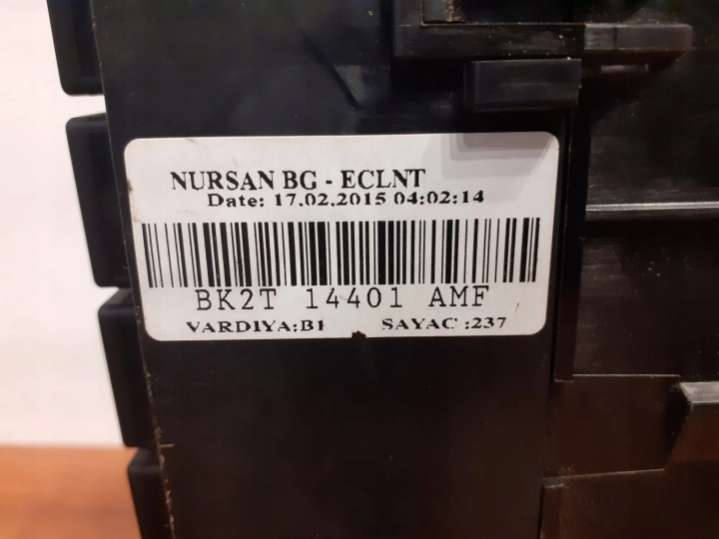 NURSAN BG - ECLNT
Date: 17.02.2015 04:02:14
BK2T 14401 AMF
VARDIYA:B1 SAYAC :237